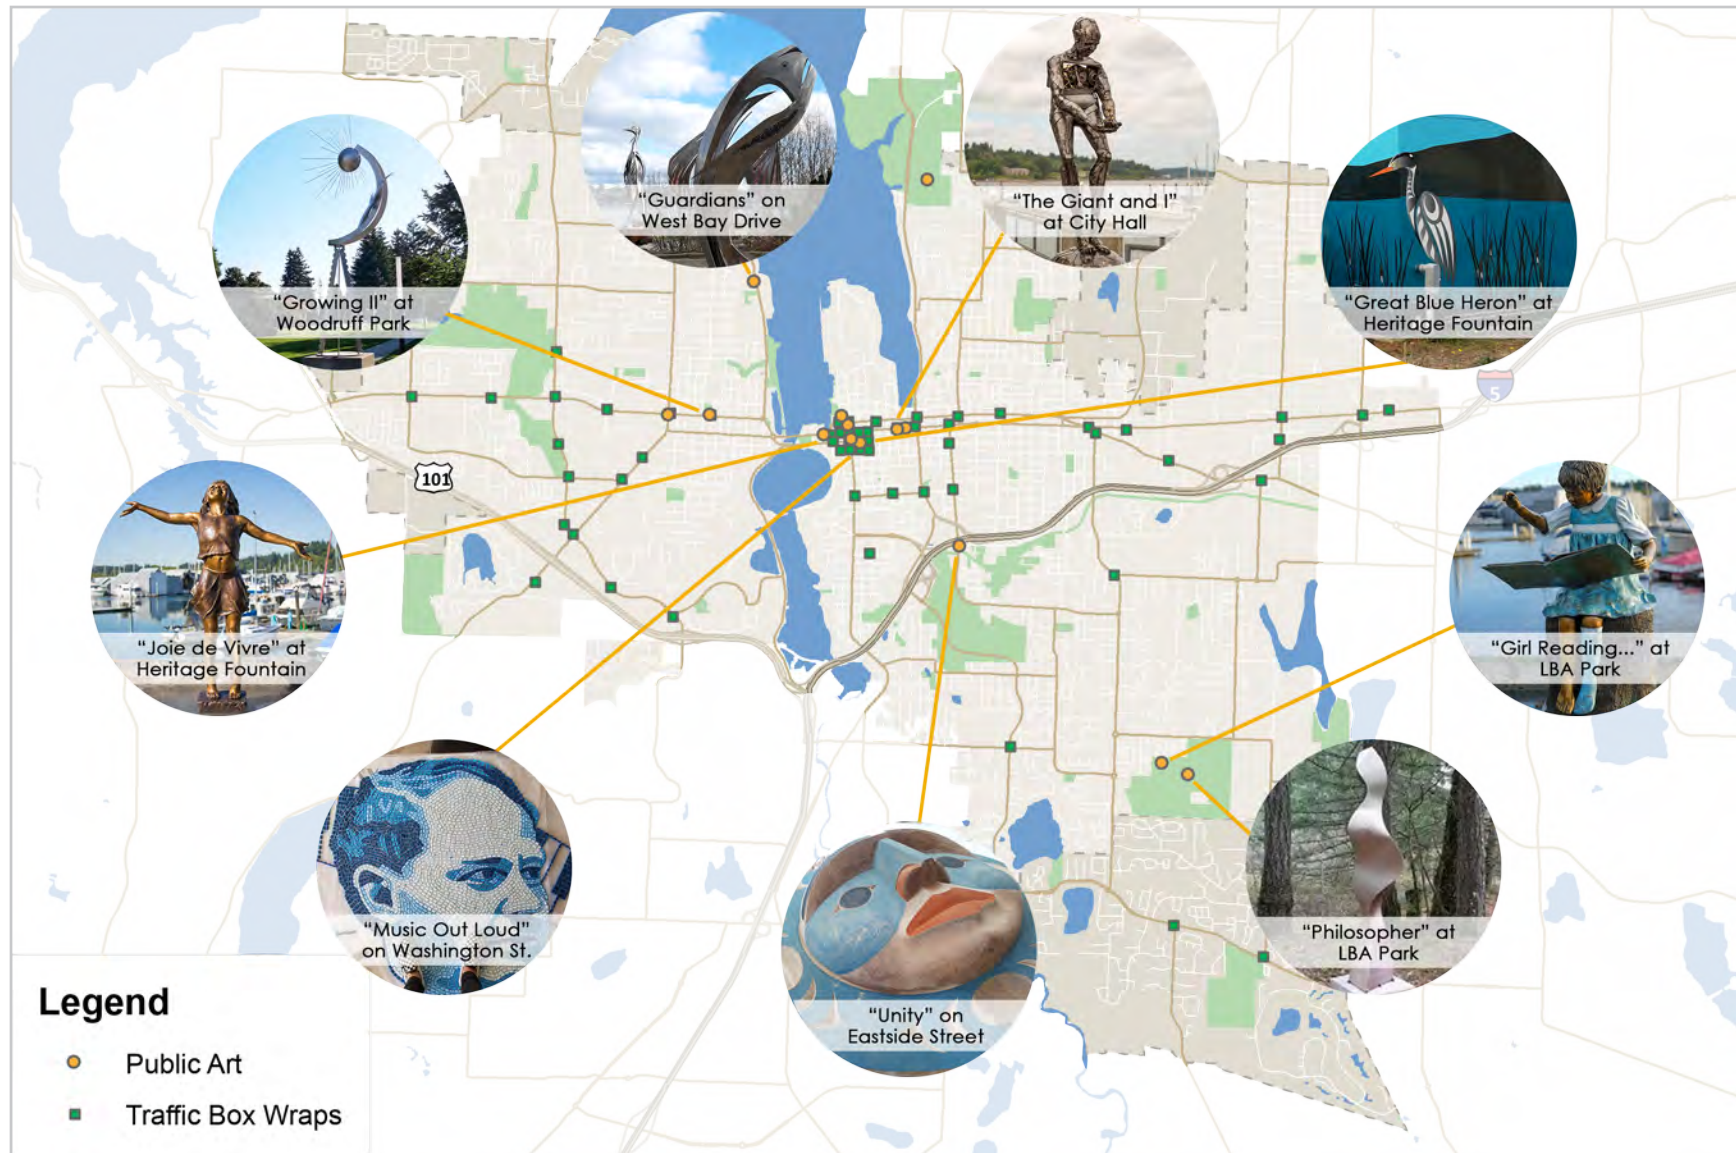 “Guardians” on
West Bay Drive
“The Giant and I”
at City Hall
“Growing II” at
Woodruff Park
“Great Blue Heron” at
Heritage Fountain
5
101
“Joie de Vivre” at
Heritage Fountain
“Girl Reading...” at
LBA Park
“Music Out Loud”
on Washington St.
“Philosopher” at
LBA Park
“Unity” on
Eastside Street
Legend
Public Art
Traffic Box Wraps